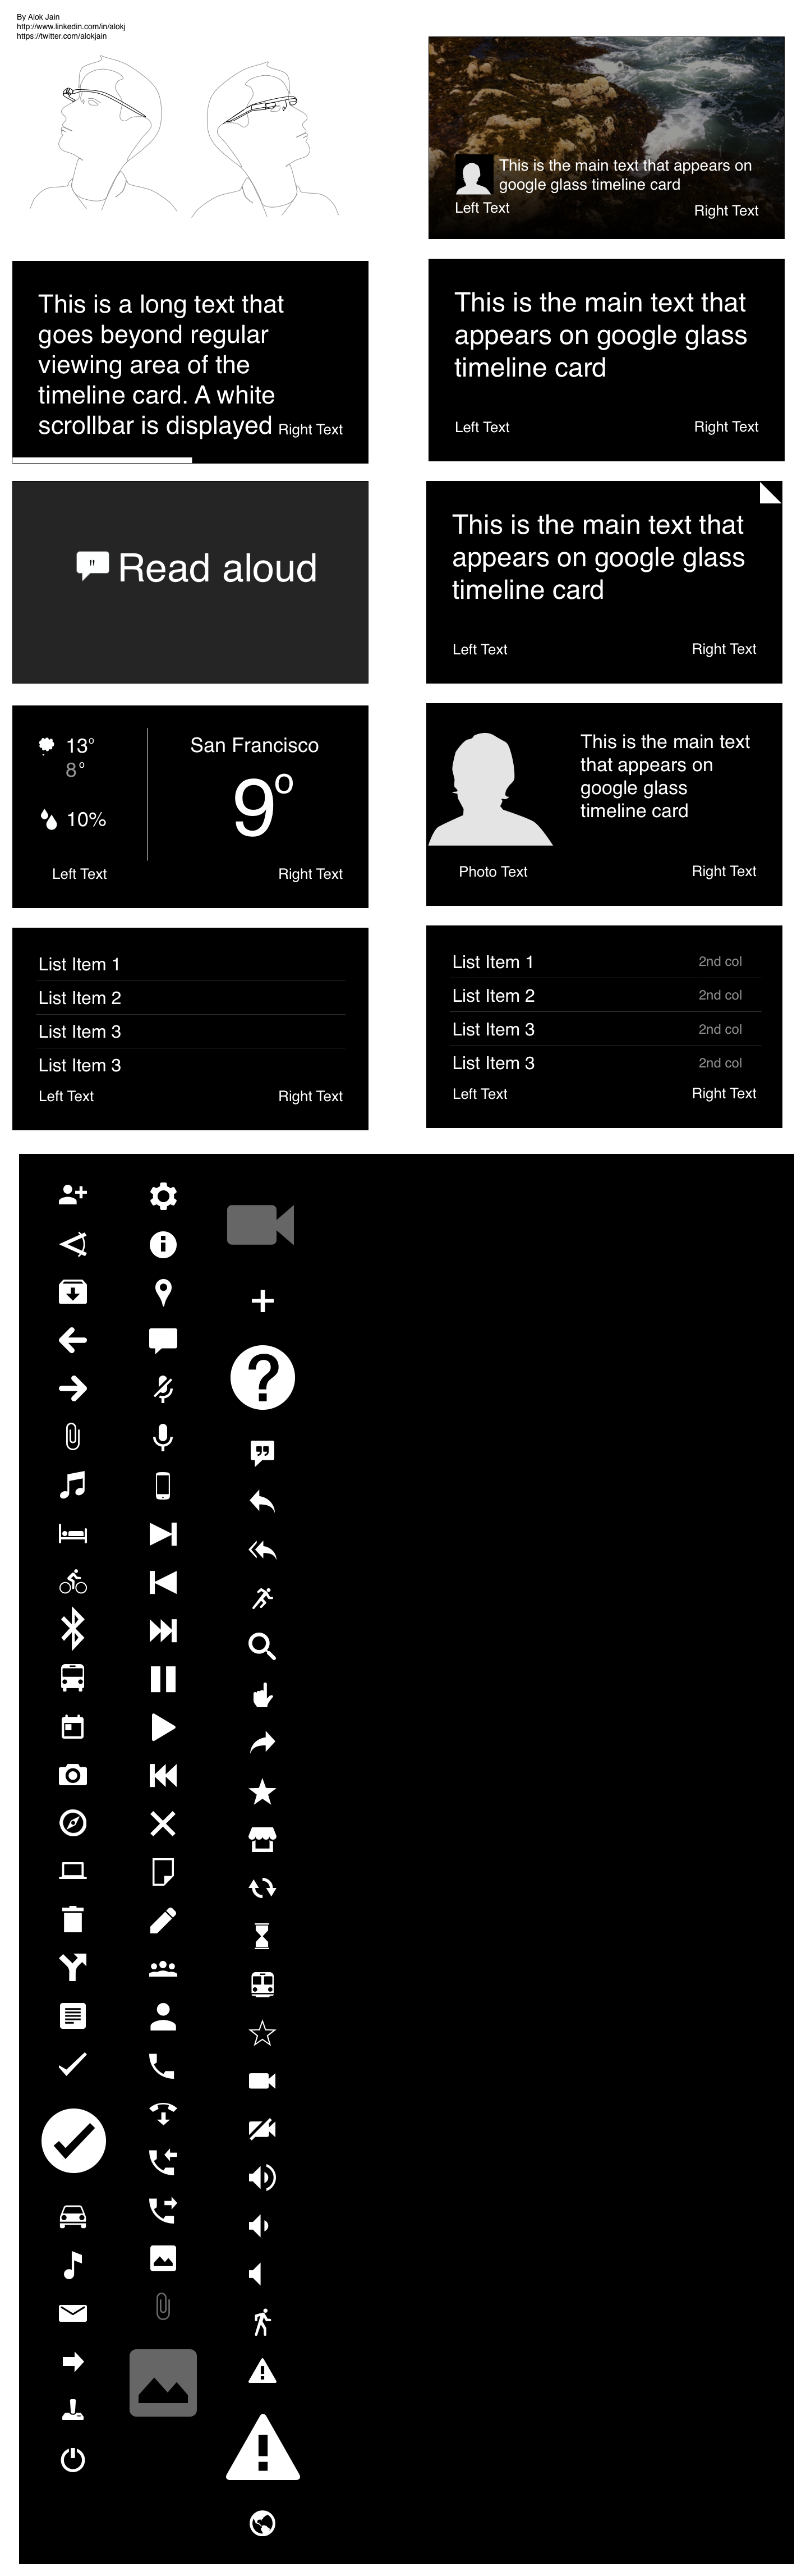 By Alok Jain
http://www.linkedin.com/in/alokj
https://twitter.com/alokjain
This is the main text that appears on
google glass timeline card
Left Text
Right Text
This is a long text that
goes beyond regular
viewing area of the
timeline card. A white
scrollbar is displayed
Right Text
This is the main text that
appears on google glass
timeline card
Left Text
Right Text
Read aloud
This is the main text that
appears on google glass
timeline card
Left Text
Right Text
13°
8°
10%
San Francisco
9°
Left Text
Right Text
This is the main text
that appears on
google glass
timeline card
Photo Text
Right Text
List Item 1
List Item 2
List Item 3
List Item 3
Left Text
Right Text
List Item 1
2nd col
List Item 2
2nd col
List Item 3
2nd col
List Item 3
2nd col
Left Text
Right Text